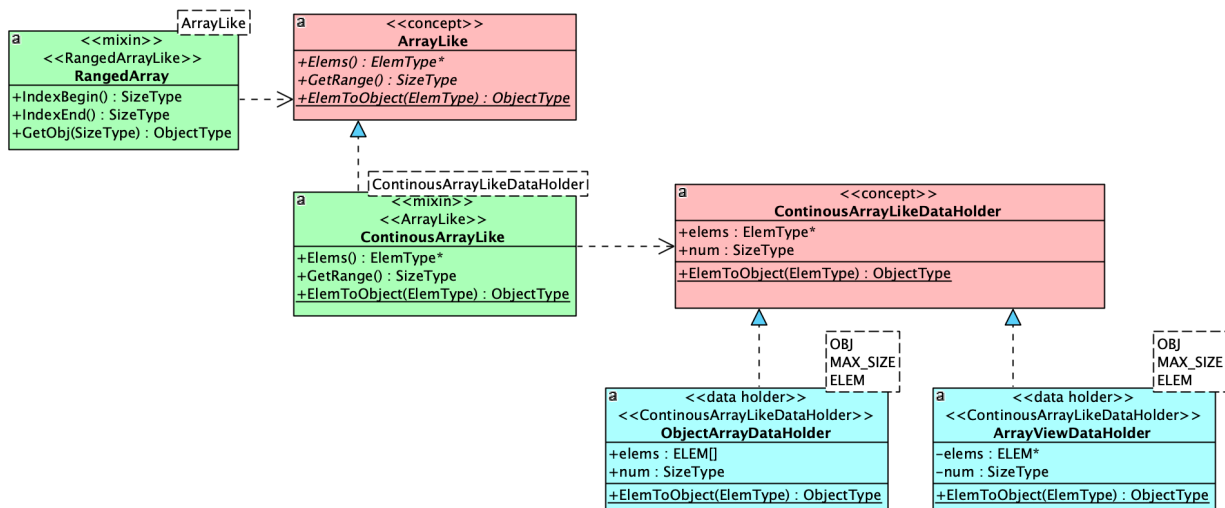 ArrayLike
a
<<mixin>>
<<RangedArrayLike>>
RangedArray
+IndexBegin() : SizeType
+IndexEnd() : SizeType
+GetObj(SizeType) : ObjectType
a
<<concept>>
ArrayLike
+Elems() : ElemType*
+GetRange() : SizeType
+ElemToObject(ElemType) : ObjectType
ContinousArrayLikeDataHolder
a
<<mixin>>
<<ArrayLike>>
ContinousArrayLike
+Elems() : ElemType*
+GetRange() : SizeType
+ElemToObject(ElemType) : ObjectType
a
<<concept>>
ContinousArrayLikeDataHolder
+elems : ElemType*
+num : SizeType
+ElemToObject(ElemType) : ObjectType
OBJ
MAX_SIZE
ELEM
a
<<data holder>>
<<ContinousArrayLikeDataHolder>>
ObjectArrayDataHolder
+elems : ELEM[]
+num : SizeType
+ElemToObject(ElemType) : ObjectType
OBJ
MAX_SIZE
ELEM
a
<<data holder>>
<<ContinousArrayLikeDataHolder>>
ArrayViewDataHolder
-elems : ELEM*
-num : SizeType
+ElemToObject(ElemType) : ObjectType